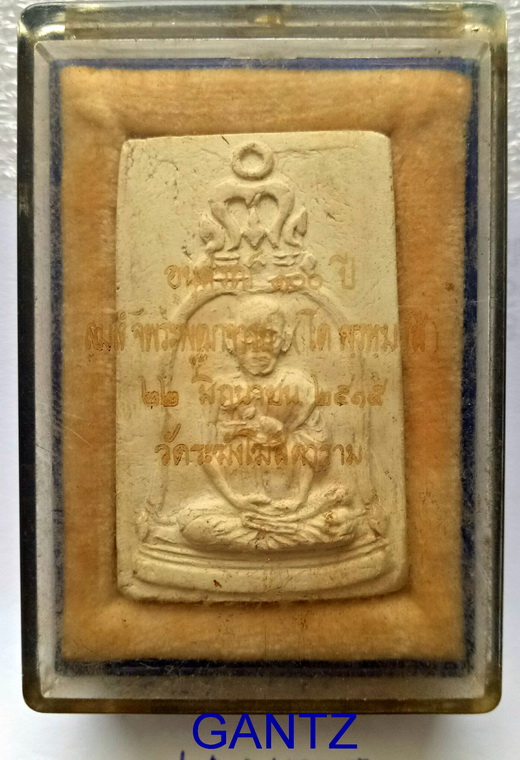 อนุสรณ์ ๑๐๐ ปี
สมเด็จพระพุฒาจารย์ (โต พรหมรังสี)
๒๒ มิถุนายน ๒๕๑๕
วัดระฆังโฆสิตาราม
GANTZ